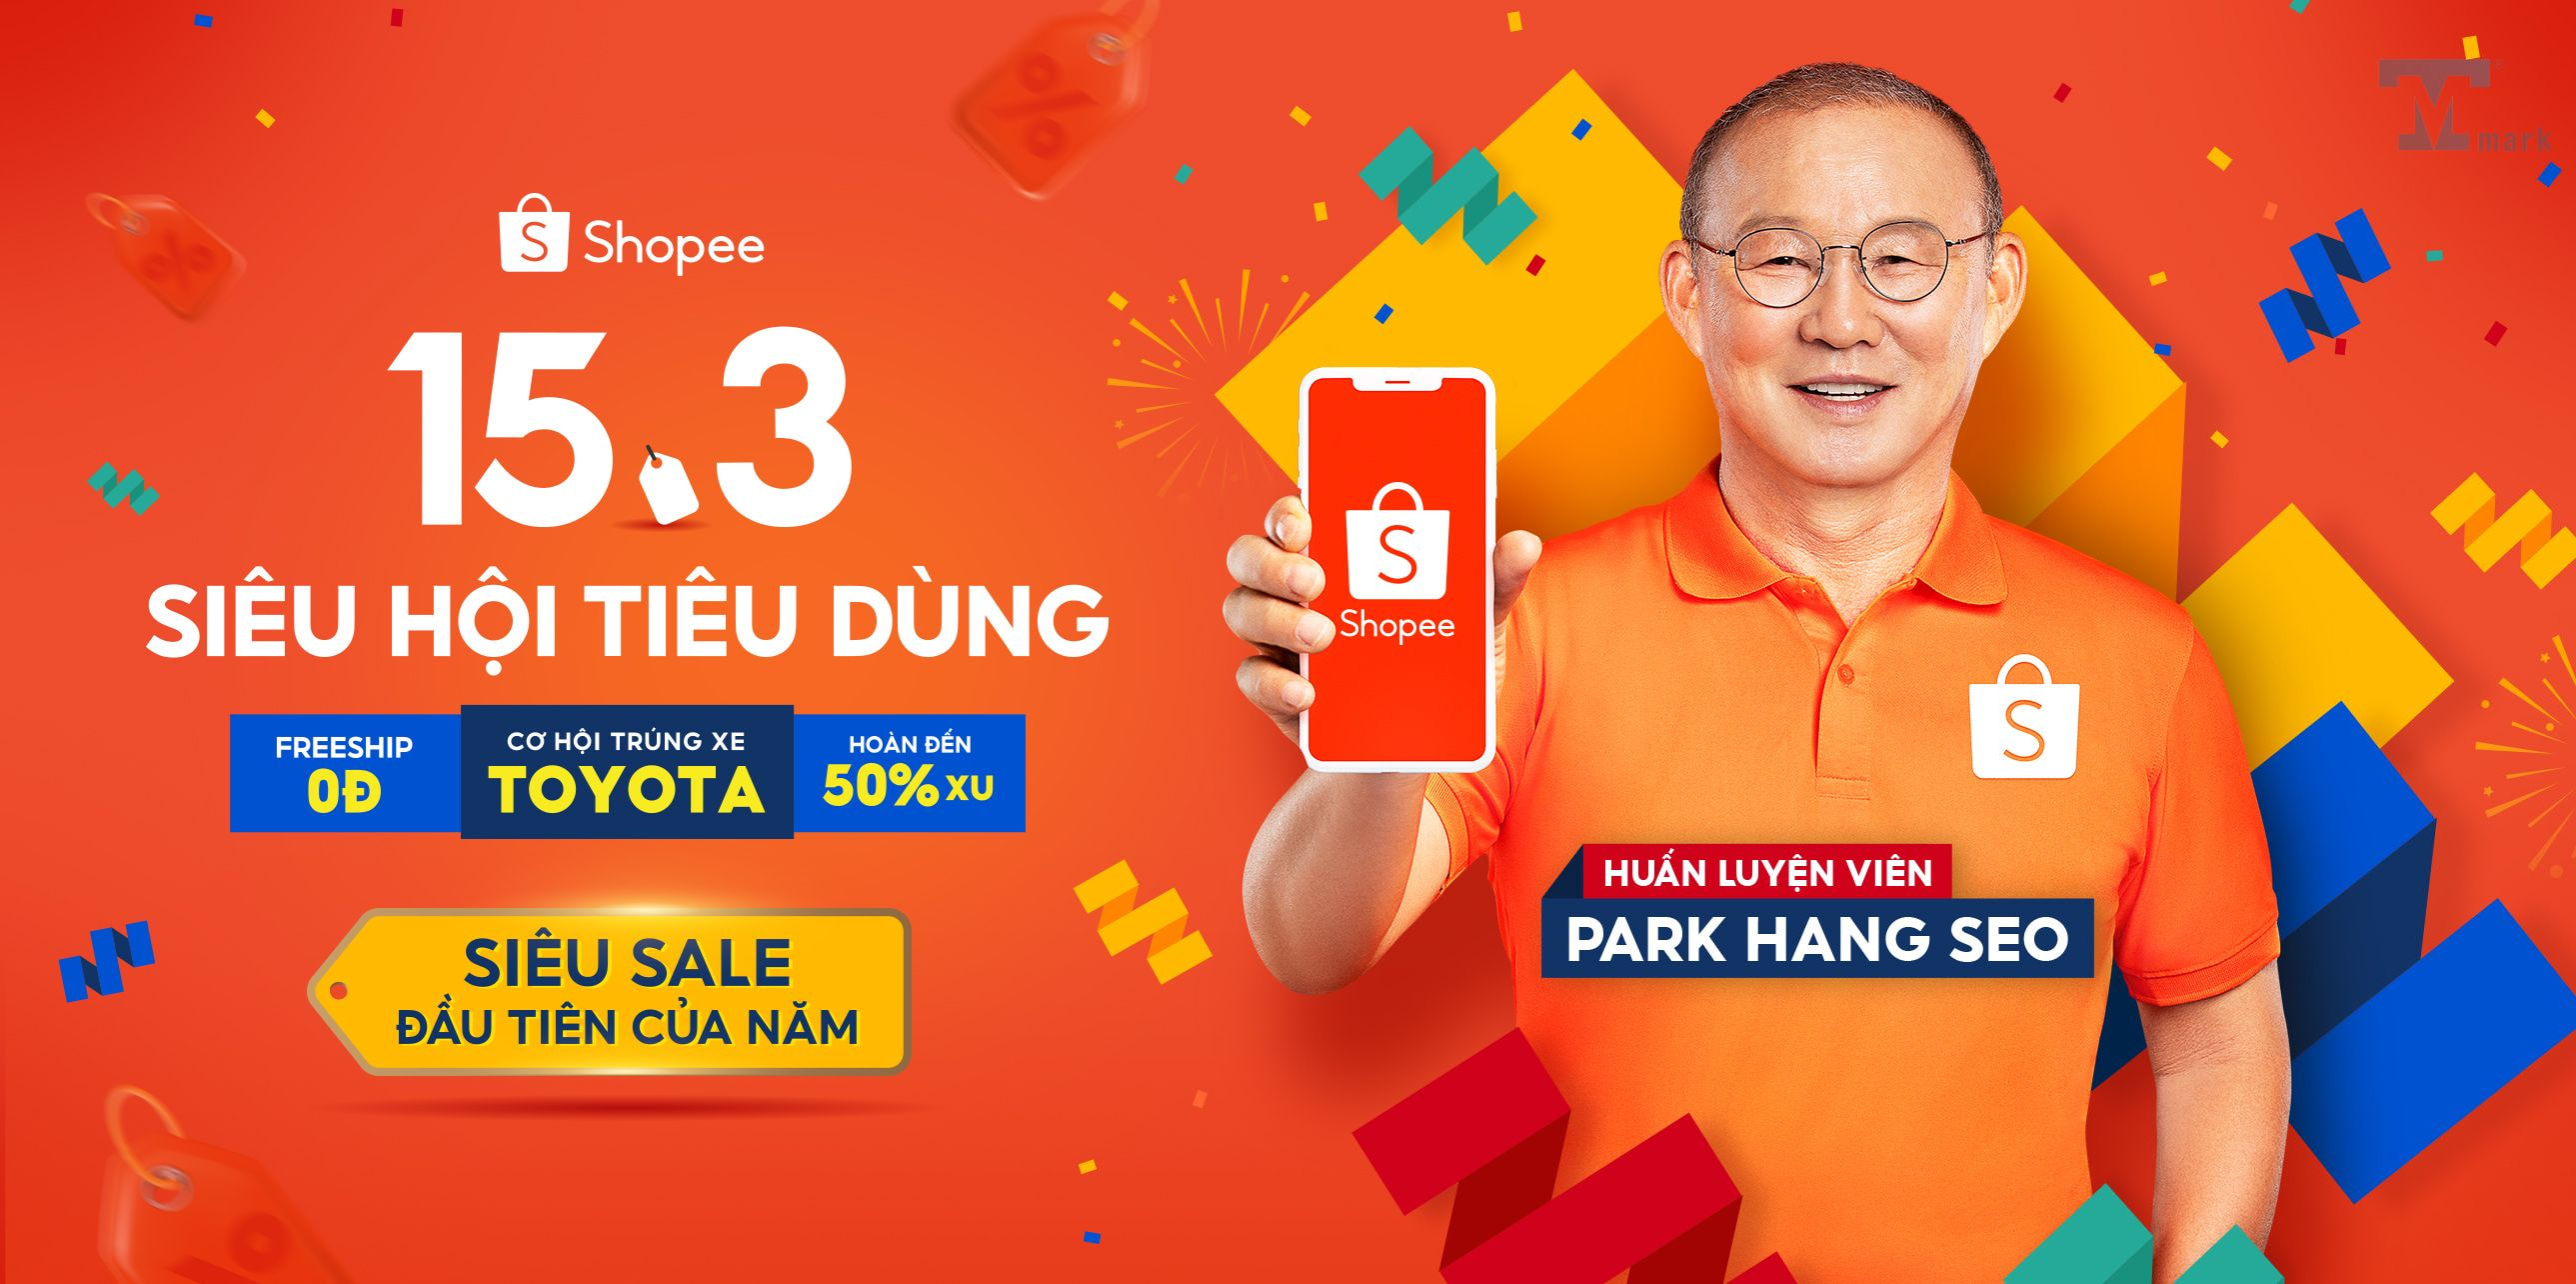 Shopee
15.3
SIÊU HỘI TIÊU DÙNG
FREESHIP
0Đ
CƠ HỘI TRÚNG XE
TOYOTA
HOÀN ĐẾN
50% XU
SIÊU SALE
ĐẦU TIÊN CỦA NĂM
S
Shopee
S
HUẤN LUYỆN VIÊN
PARK HANG SEO
TM mark